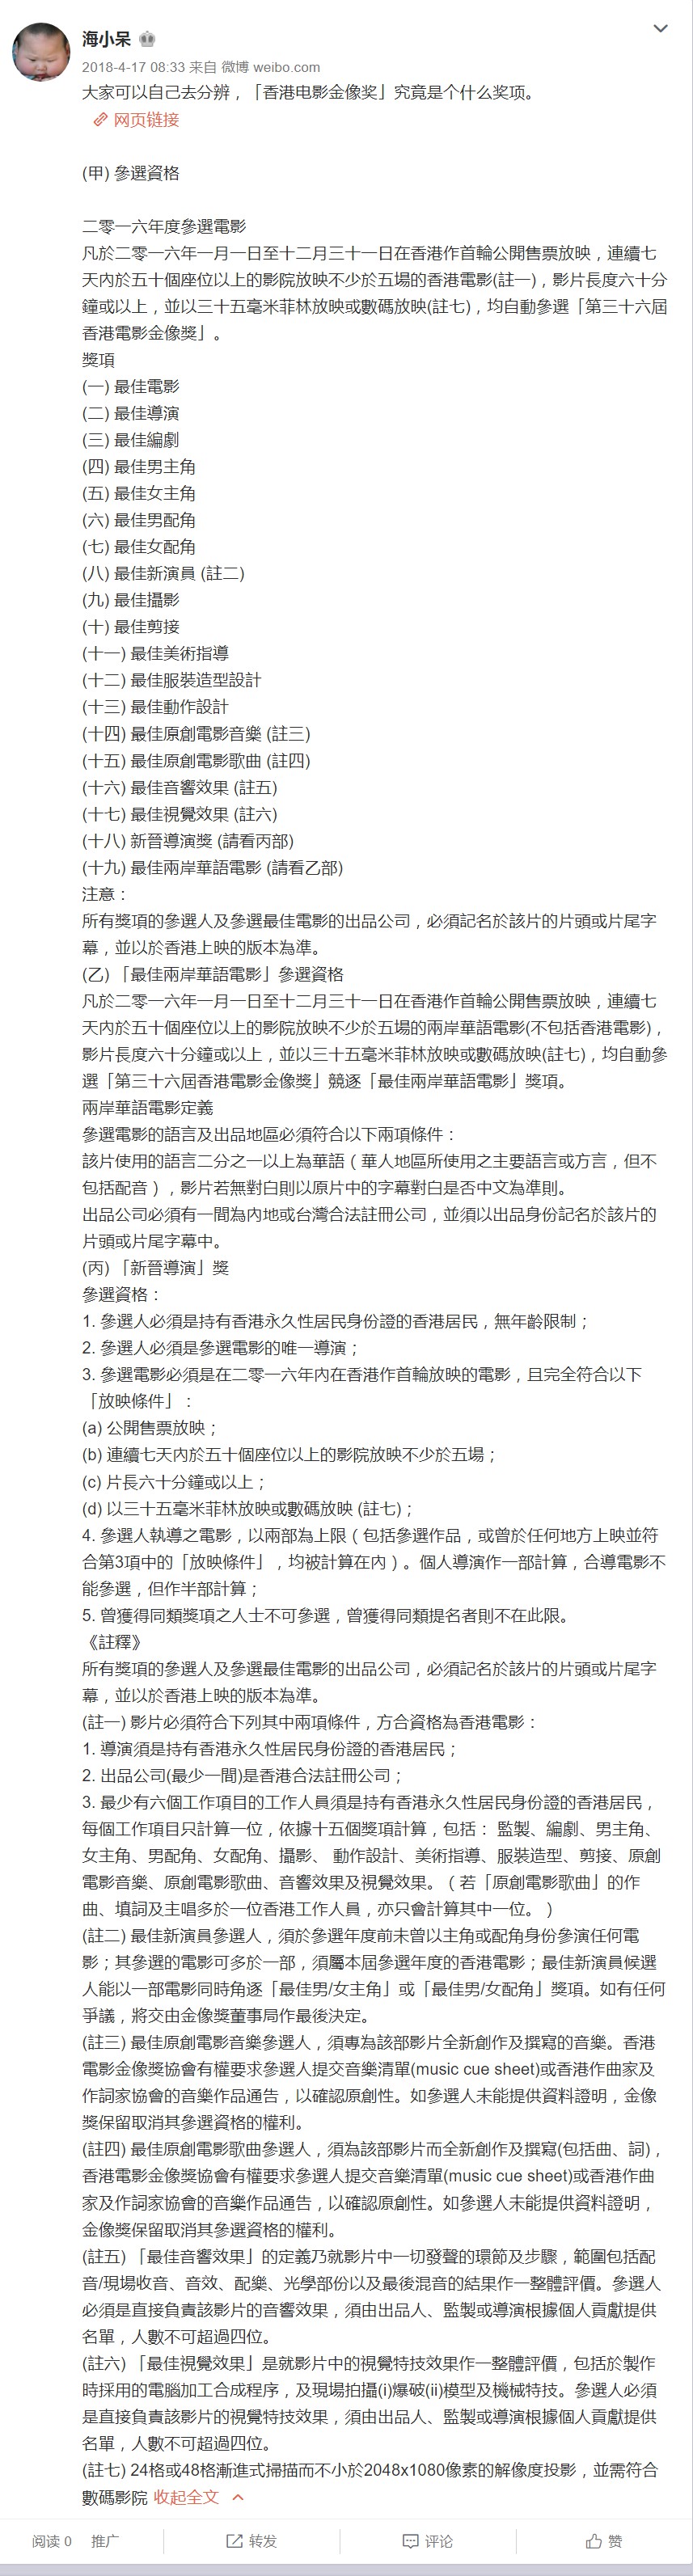 海小呆
2018-4-17 08:33 来自 微博 weibo.com
大家可以自己去分辨，「香港电影金像奖」究竟是个什么奖项。
网页链接
(甲) 參選資格
二零一六年度參選電影
凡於二零一六年一月一日至十二月三十一日在香港作首輪公開售票放映，連續七
天內於五十個座位以上的影院放映不少於五場的香港電影(註一)，影片長度六十分
鐘或以上，並以三十五毫米菲林放映或數碼放映(註七)，均自動參選「第三十六屆
香港電影金像獎」。
獎項
(一) 最佳電影
(二) 最佳導演
(三) 最佳編劇
(四) 最佳男主角
(五) 最佳女主角
(六) 最佳男配角
(七) 最佳女配角
(八) 最佳新演員 (註二)
(九) 最佳攝影
(十) 最佳剪接
(十一) 最佳美術指導
(十二) 最佳服裝造型設計
(十三) 最佳動作設計
(十四) 最佳原創電影音樂 (註三)
(十五) 最佳原創電影歌曲 (註四)
(十六) 最佳音響效果 (註五)
(十七) 最佳視覺效果 (註六)
(十八) 新晉導演獎 (請看丙部)
(十九) 最佳兩岸華語電影 (請看乙部)
注意：
所有獎項的參選人及參選最佳電影的出品公司，必須記名於該片的片頭或片尾字
幕，並以於香港上映的版本為準。
(乙) 「最佳兩岸華語電影」參選資格
凡於二零一六年一月一日至十二月三十一日在香港作首輪公開售票放映，連續七
天內於五十個座位以上的影院放映不少於五場的兩岸華語電影(不包括香港電影)，
影片長度六十分鐘或以上，並以三十五毫米菲林放映或數碼放映(註七)，均自動參
選「第三十六屆香港電影金像獎」競逐「最佳兩岸華語電影」獎項。
兩岸華語電影定義
參選電影的語言及出品地區必須符合以下兩項條件：
該片使用的語言二分之一以上為華語（華人地區所使用之主要語言或方言，但不
包括配音），影片若無對白則以原片中的字幕對白是否中文為準則。
出品公司必須有一間為內地或台灣合法註冊公司，並須以出品身份記名於該片的
片頭或片尾字幕中。
(丙) 「新晉導演」獎
參選資格：
1. 參選人必須是持有香港永久性居民身份證的香港居民，無年齡限制；
2. 參選人必須是參選電影的唯一導演；
3. 參選電影必須是在二零一六年內在香港作首輪放映的電影，且完全符合以下
「放映條件」：
(a) 公開售票放映；
(b) 連續七天內於五十個座位以上的影院放映不少於五場；
(c) 片長六十分鐘或以上；
(d) 以三十五毫米菲林放映或數碼放映 (註七)；
4. 參選人執導之電影，以兩部為上限（包括參選作品，或曾於任何地方上映並符
合第3項中的「放映條件」，均被計算在內）。個人導演作一部計算，合導電影不
能參選，但作半部計算；
5. 曾獲得同類獎項之人士不可參選，曾獲得同類提名者則不在此限。
《註釋》
所有獎項的參選人及參選最佳電影的出品公司，必須記名於該片的片頭或片尾字
幕，並以於香港上映的版本為準。
(註一) 影片必須符合下列其中兩項條件，方合資格為香港電影：
1. 導演須是持有香港永久性居民身份證的香港居民；
2. 出品公司(最少一間)是香港合法註冊公司；
3. 最少有六個工作項目的工作人員須是持有香港永久性居民身份證的香港居民，
每個工作項目只計算一位，依據十五個獎項計算，包括： 監製、編劇、男主角、
女主角、男配角、女配角、攝影、 動作設計、美術指導、服裝造型、剪接、原創
電影音樂、原創電影歌曲、音響效果及視覺效果。（若「原創電影歌曲」的作
曲、填詞及主唱多於一位香港工作人員，亦只會計算其中一位。）
(註二) 最佳新演員參選人，須於參選年度前未曾以主角或配角身份參演任何電
影；其參選的電影可多於一部，須屬本屆參選年度的香港電影；最佳新演員候選
人能以一部電影同時角逐「最佳男/女主角」或「最佳男/女配角」獎項。如有任何
爭議，將交由金像獎董事局作最後決定。
(註三) 最佳原創電影音樂參選人，須專為該部影片全新創作及撰寫的音樂。香港
電影金像獎協會有權要求參選人提交音樂清單(music cue sheet)或香港作曲家及
作詞家協會的音樂作品通告，以確認原創性。如參選人未能提供資料證明，金像
獎保留取消其參選資格的權利。
(註四) 最佳原創電影歌曲參選人，須為該部影片而全新創作及撰寫(包括曲、詞)，
香港電影金像獎協會有權要求參選人提交音樂清單(music cue sheet)或香港作曲
家及作詞家協會的音樂作品通告，以確認原創性。如參選人未能提供資料證明，
金像獎保留取消其參選資格的權利。
(註五) 「最佳音響效果」的定義乃就影片中一切發聲的環節及步驟，範圍包括配
音/現場收音、音效、配樂、光學部份以及最後混音的結果作一整體評價。參選人
必須是直接負責該影片的音響效果，須由出品人、監製或導演根據個人貢獻提供
名單，人數不可超過四位。
(註六) 「最佳視覺效果」是就影片中的視覺特技效果作一整體評價，包括於製作
時採用的電腦加工合成程序，及現場拍攝(i)爆破(ii)模型及機械特技。參選人必須
是直接負責該影片的視覺特技效果，須由出品人、監製或導演根據個人貢獻提供
名單，人數不可超過四位。
(註七) 24格或48格漸進式掃描而不小於2048x1080像素的解像度投影，並需符合
數碼影院 收起全文
阅读 0 推广 转发 评论 赞